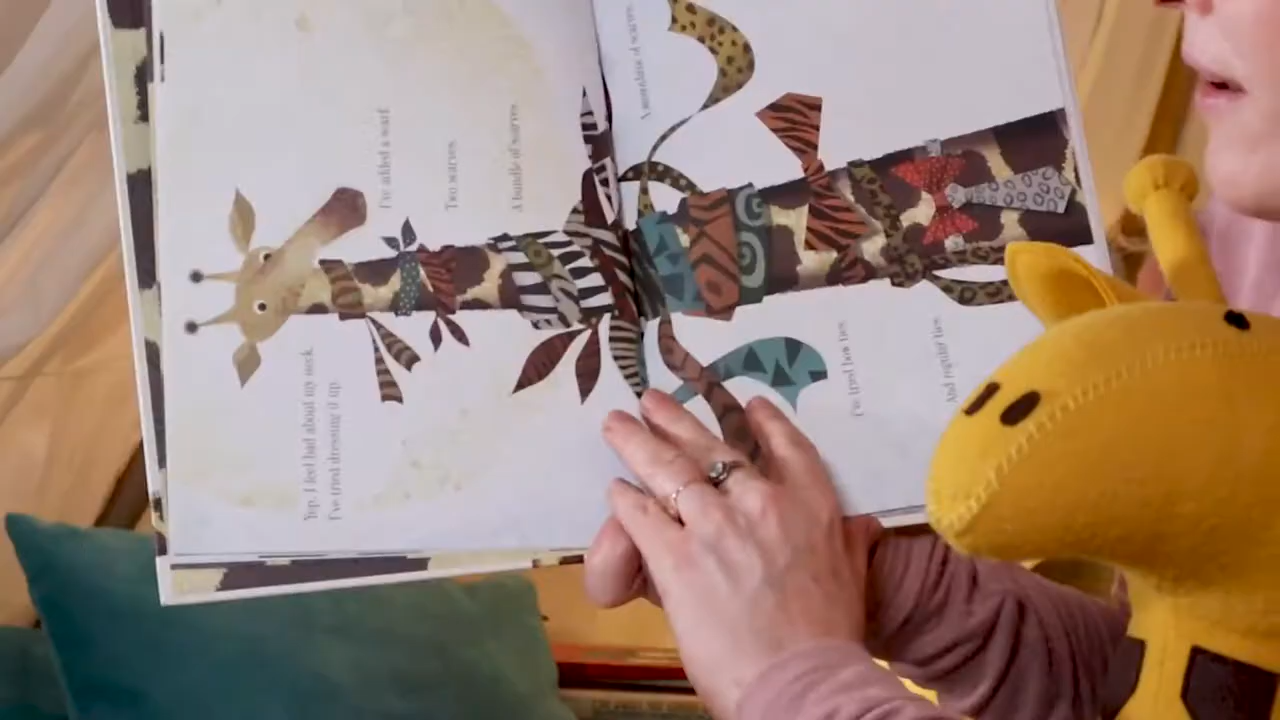 Yep, I feel bad about my neck.
I've tried dressing it up.
I've added a scarf.
Two scarves.
A bundle of scarves.
A mountain of scarves.
I've tried bow ties.
And regular ties.